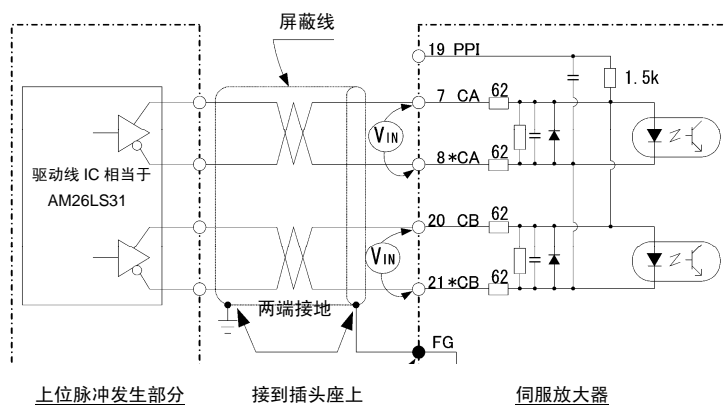 屏蔽线
19 PPI
1.5k
7 CA 62
VIN
8*CA 62
驱动线 IC 相当于
AM26LS31
20 CB 62
VIN
21*CB 62
两端接地
FG
上位脉冲发生部分
接到插头座上
伺服放大器